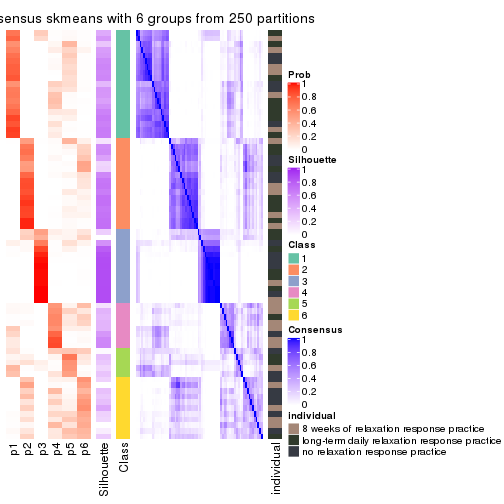 sensus skmeans with 6 groups from 250 partitions
Prob
1
0.8
0.6
0.4
0.2
0
Silhouette
1
0.8
0.6
0.4
0.2
0
Class
1
2
3
4
5
6
Consensus
1
0.8
0.6
0.4
0.2
0
individual
8 weeks of relaxation response practice
long-term daily relaxation response practice
no relaxation response practice
p1
p2
p3
p4
p5
p6
Silhouette
Class
individual